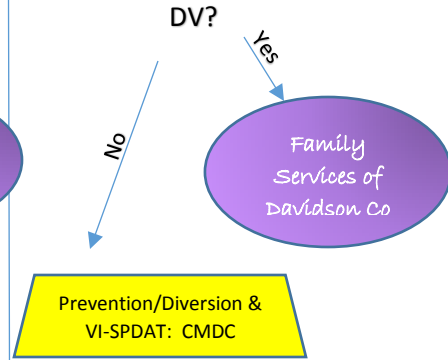 DV?
Yes
No
Family
Services of
Davidson Co
Prevention/Diversion &
VI-SPDAT: CMDC